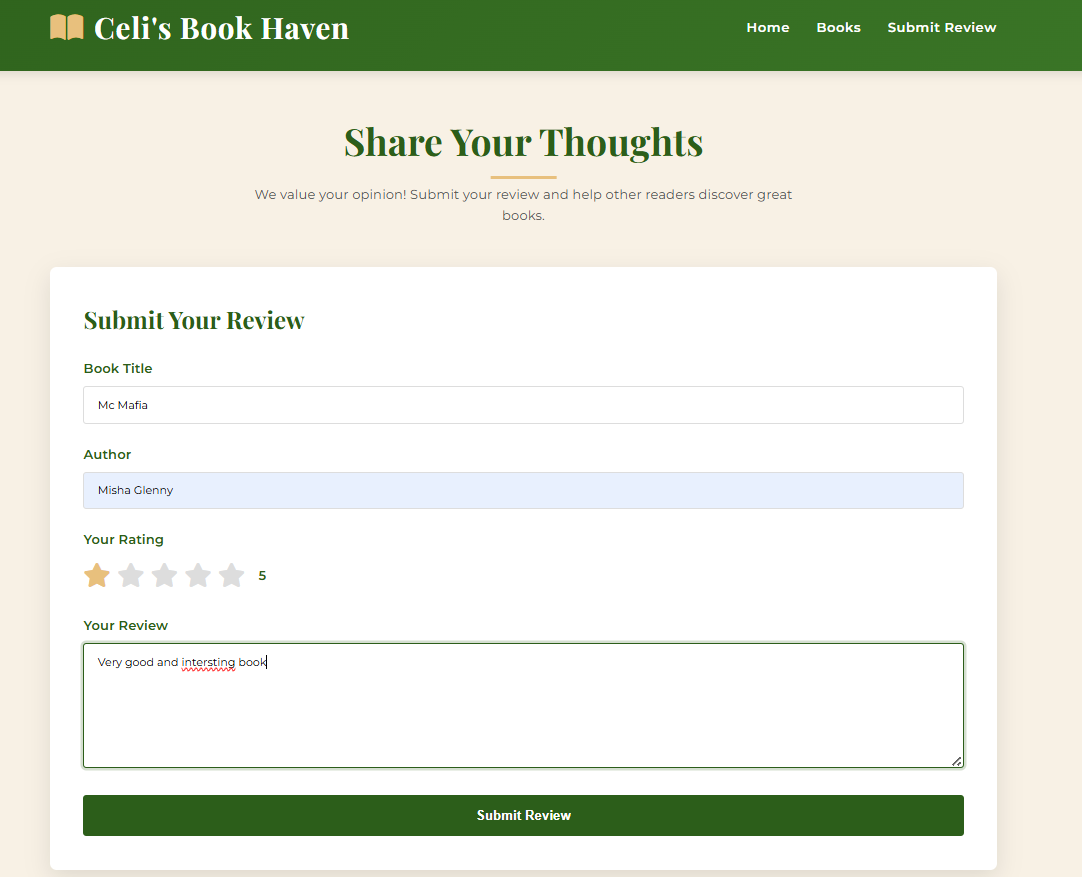 Celi's Book Haven
Home Books Submit Review
Share Your Thoughts
We value your opinion! Submit your review and help other readers discover great
books.
Submit Your Review
Book Title
Mc Mafia
Author
Misha Glenny
Your Rating
5
Your Review
Very good and intersting book
Submit Review